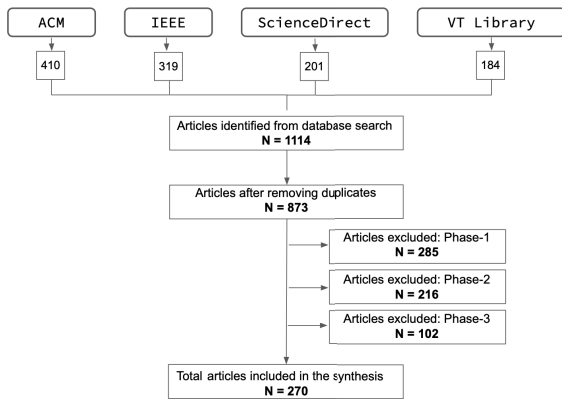 ACM
IEEE
ScienceDirect
VT Library
410
319
201
184
Articles identified from database search
N = 1114
Articles after removing duplicates
N = 873
Articles excluded: Phase-1
N = 285
Articles excluded: Phase-2
N = 216
Articles excluded: Phase-3
N = 102
Total articles included in the synthesis
N = 270